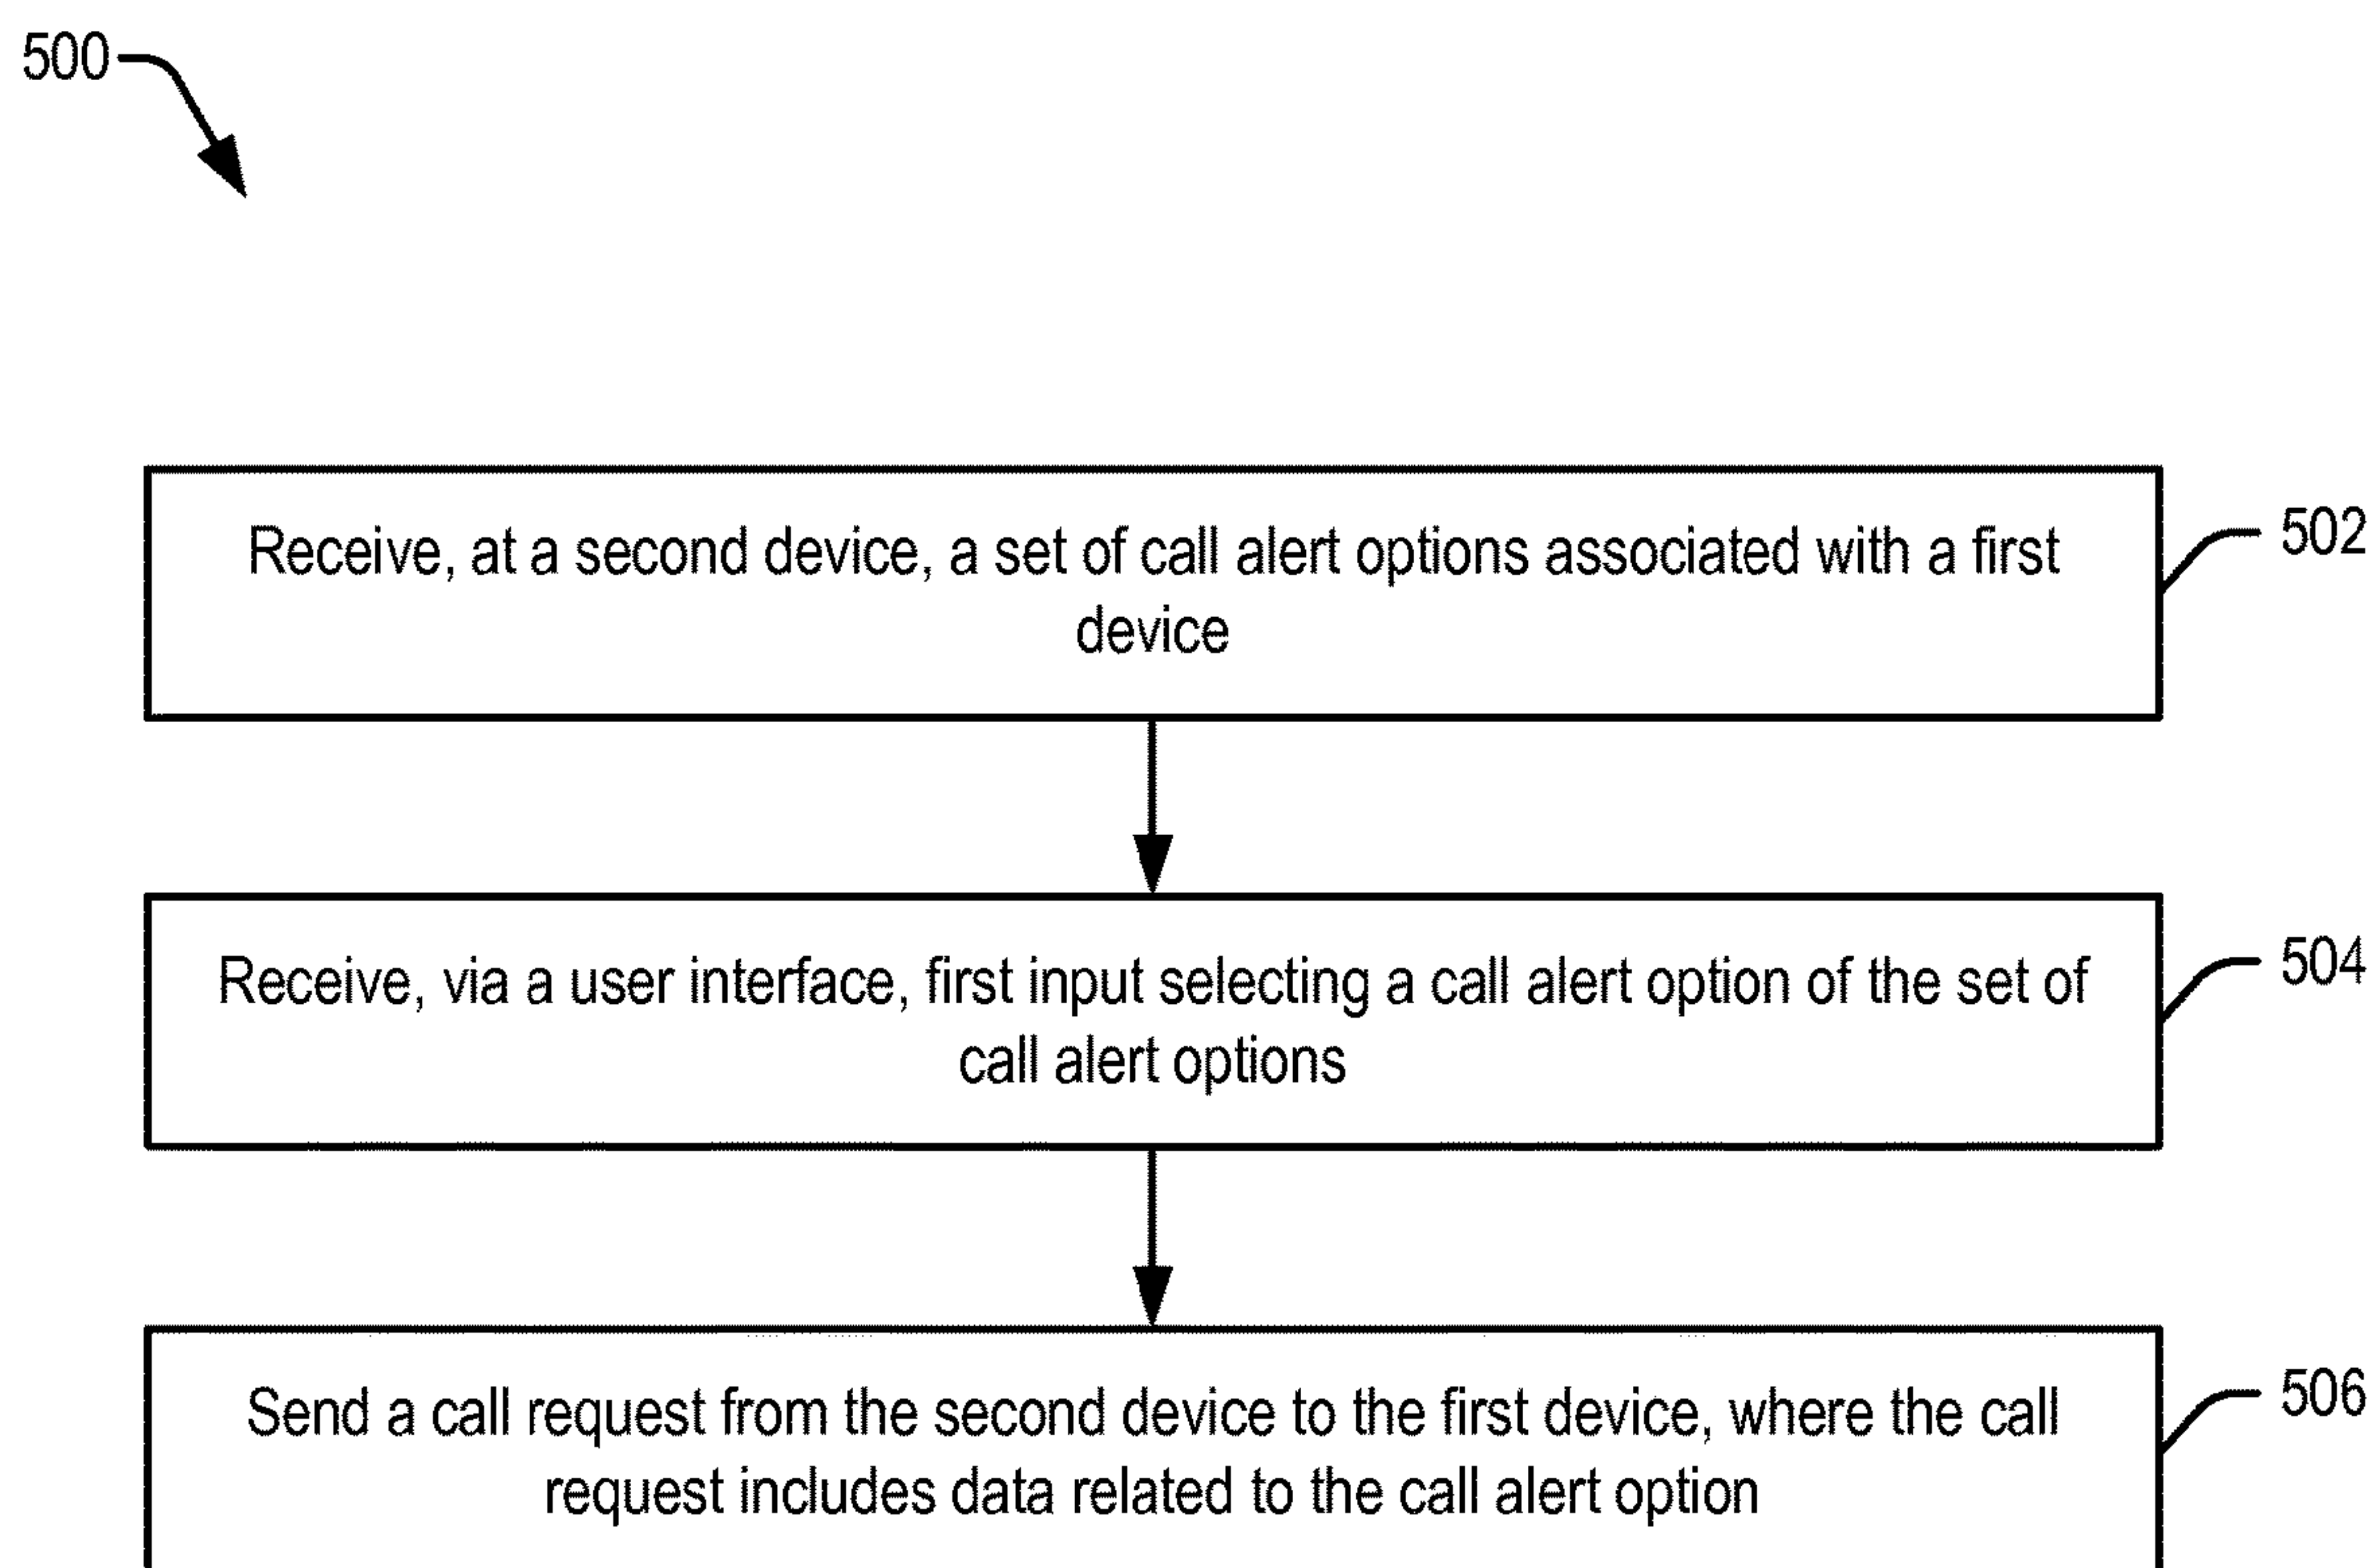 500
Receive, at a second device, a set of call alert options associated with a first
device
502
Receive, via a user interface, first input selecting a call alert option of the set of
call alert options
504
Send a call request from the second device to the first device, where the call
request includes data related to the call alert option
506